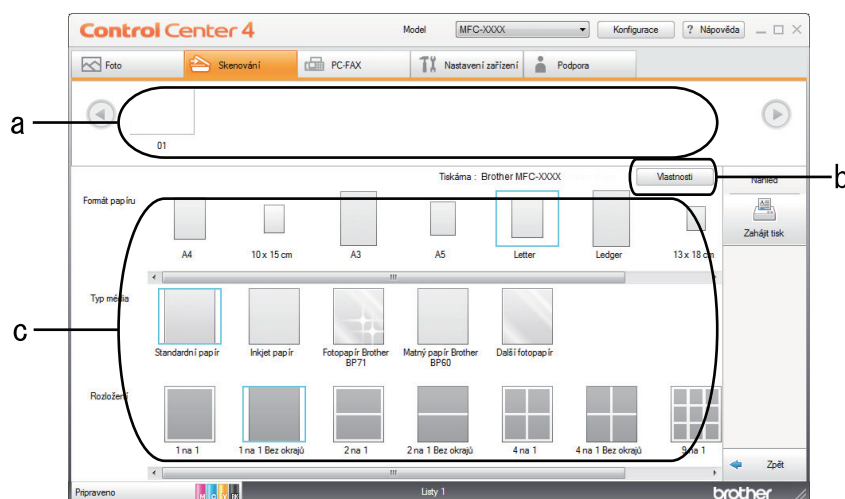 Control Center 4
Model
MFC-XXXX
Konfigurace
? Nápověda
Foto
Skenování
PC-FAX
Nastavení zařízení
Podpora
a
01
Tiskárna : Brother MFC-XXXX
Vlastnosti
b
Náhled
Formát papíru
A4
10 x 15 cm
A3
A5
Letter
Ledger
13 x 18 cm
Zahájit tisk
Typ média
c
Standardní papír
Inkjet papír
Fotopapír Brother
BP71
Matný papír Brother
BP60
Další fotopapír
Rozložení
1 na 1
1 na 1 Bez okrajů
2 na 1
2 na 1 Bez okrajů
4 na 1
4 na 1 Bez okrajů
9 na 1
Zpět
Připraveno
M C Y BK
Listy 1
brother